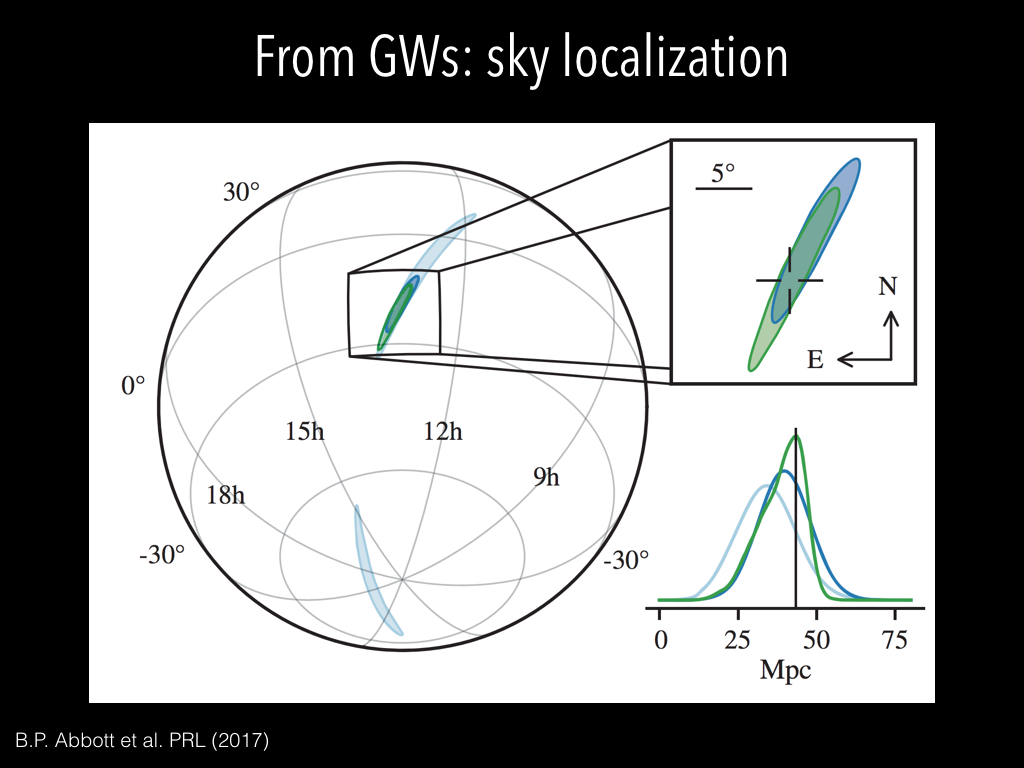 From GWs: sky localization
30°
0°
-30°
15h
12h
18h
9h
-30°
5°
N
E
0 25 50 75
Mpc
B.P. Abbott et al. PRL (2017)